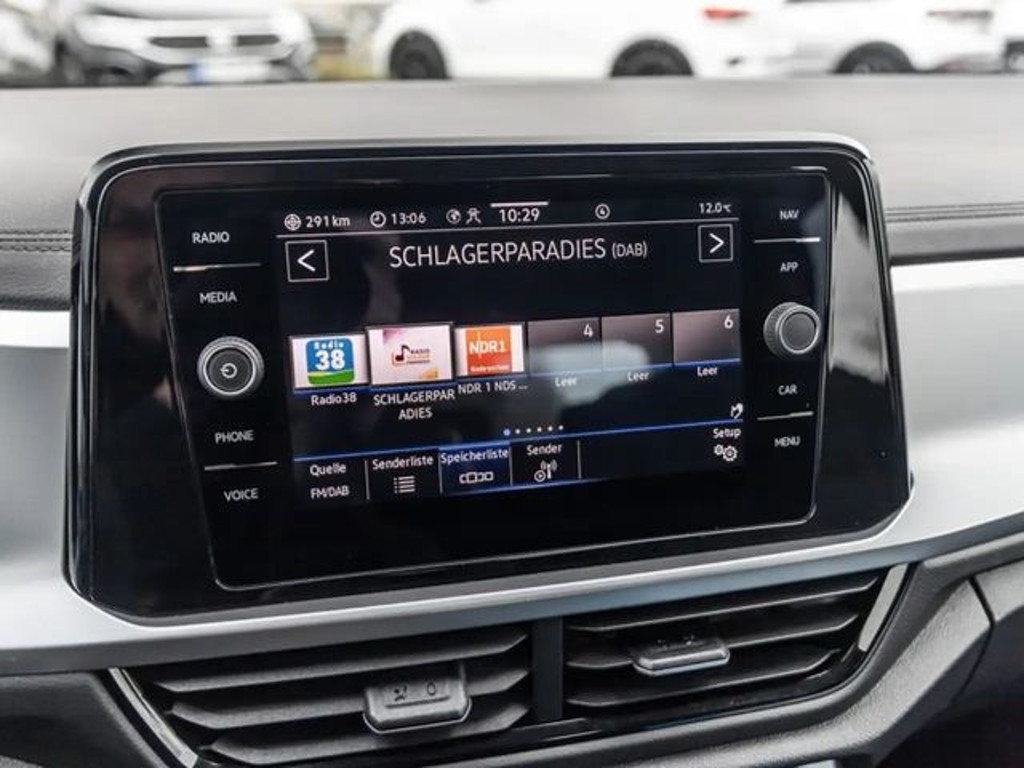 291 km 13:06 10:29 12.0°C
RADIO
MEDIA
PHONE
VOICE
< SCHLAGERPARADIES (DAB) >
Radio 38
RADIO
NDR1
4
5
6
Radio38
SCHLAGERPAR
ADIES
NDR 1 NDS ...
Leer
Leer
Leer
Quelle
FM/DAB
Senderliste
Speicherliste
Sender
Setup
NAV
APP
CAR
MENU
0